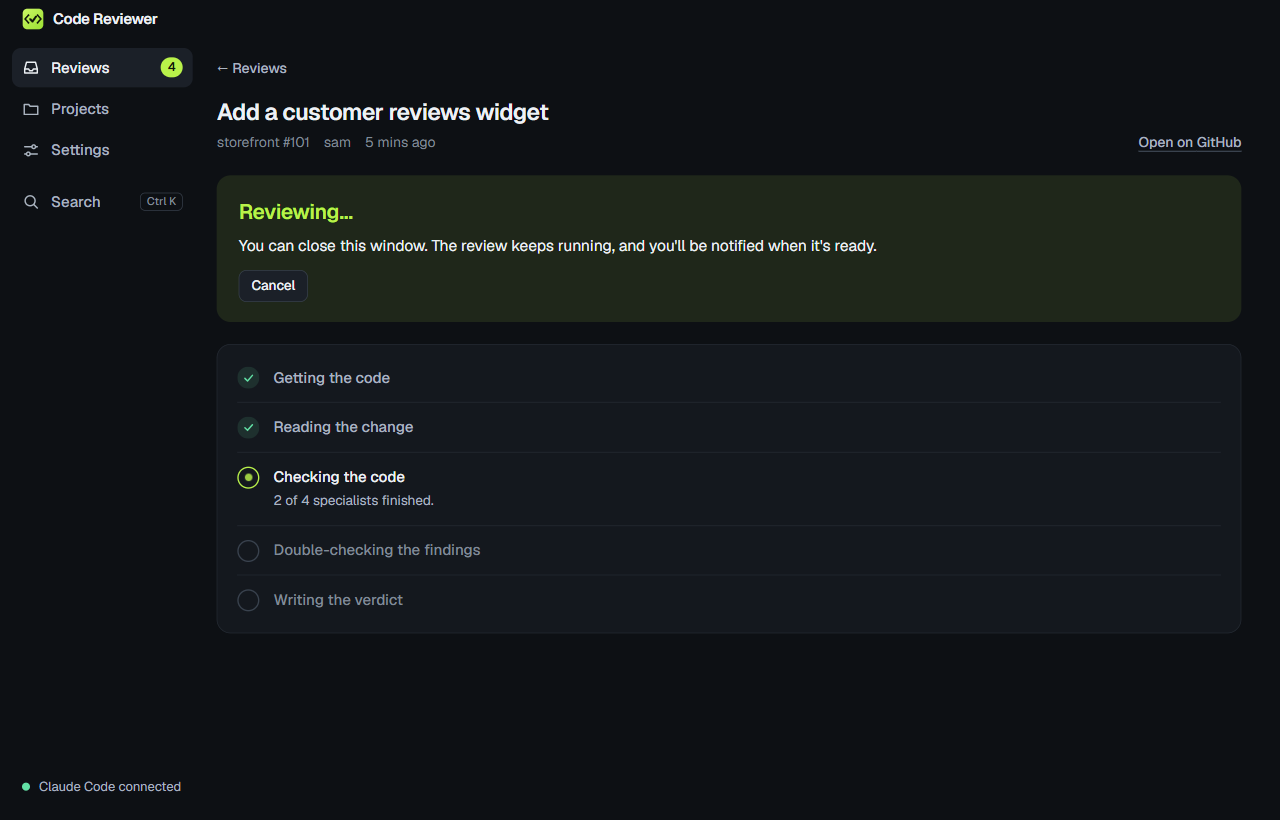 Code Reviewer
Reviews 4
Projects
Settings
Search Ctrl K
← Reviews
Add a customer reviews widget
storefront #101 sam 5 mins ago
Open on GitHub
Reviewing...
You can close this window. The review keeps running, and you'll be notified when it's ready.
Cancel
Getting the code
Reading the change
Checking the code
2 of 4 specialists finished.
Double-checking the findings
Writing the verdict
Claude Code connected